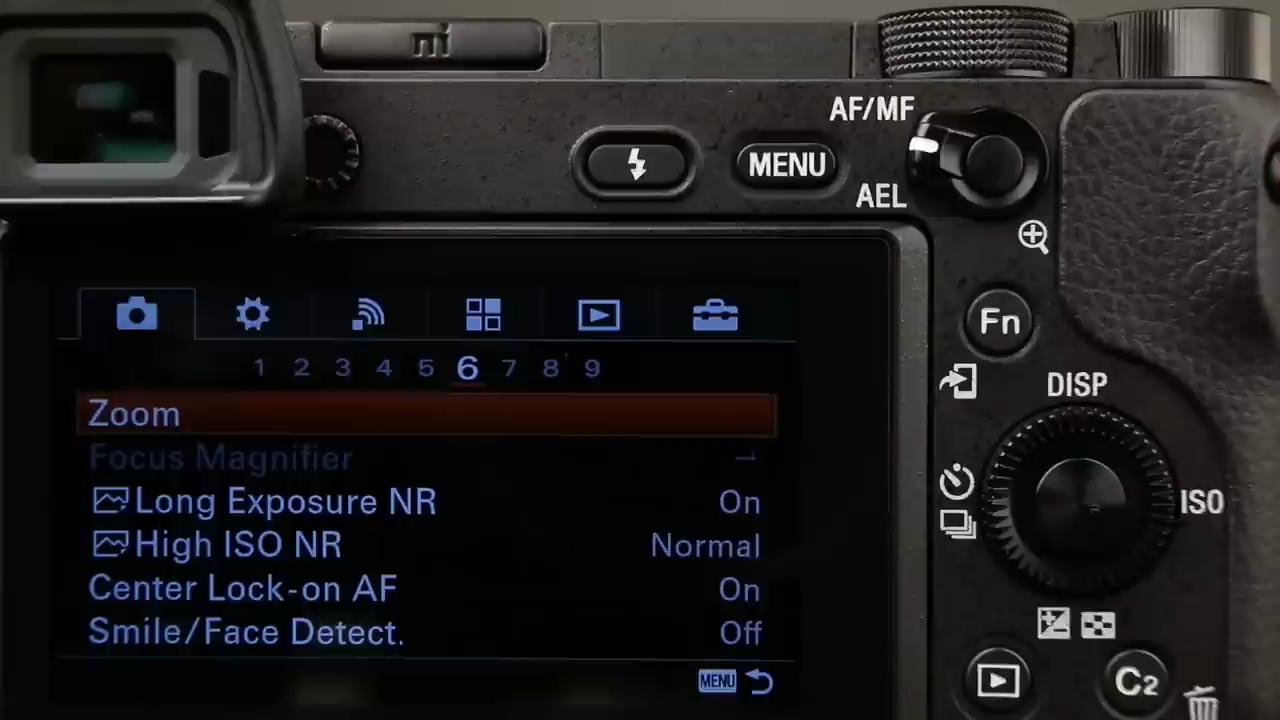 AF/MF
MENU
AEL
Fn
DISP
1 2 3 4 5 6 7 8 9
Zoom
Focus Magnifier
Long Exposure NR On
ISO
High ISO NR Normal
Center Lock-on AF On
Smile/Face Detect. Off
MENU
C2